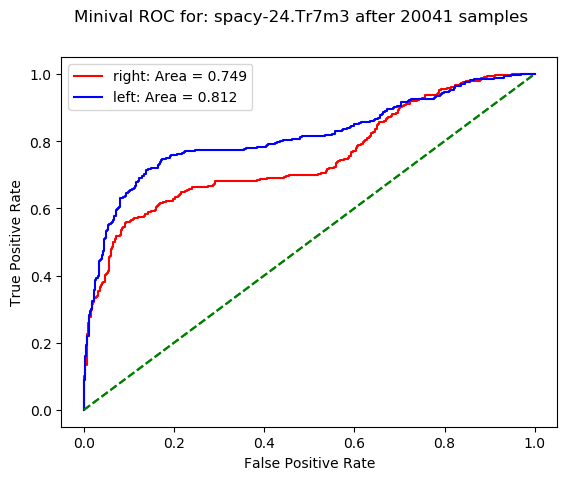 Minival ROC for: spacy-24.Tr7m3 after 20041 samples
right: Area = 0.749
left: Area = 0.812
True Positive Rate
1.0
0.8
0.6
0.4
0.2
0.0
0.0 0.2 0.4 0.6 0.8 1.0
False Positive Rate